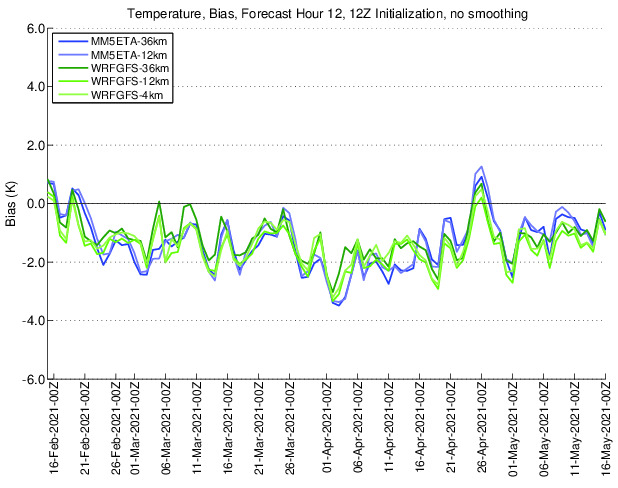 Temperature, Bias, Forecast Hour 12, 12Z Initialization, no smoothing
6.0
4.0
2.0
0.0
-2.0
-4.0
-6.0
Bias (K)
MM5ETA-36km
MM5ETA-12km
WRFGFS-36km
WRFGFS-12km
WRFGFS-4km
16-Feb-2021-00Z
21-Feb-2021-00Z
26-Feb-2021-00Z
01-Mar-2021-00Z
06-Mar-2021-00Z
11-Mar-2021-00Z
16-Mar-2021-00Z
21-Mar-2021-00Z
26-Mar-2021-00Z
01-Apr-2021-00Z
06-Apr-2021-00Z
11-Apr-2021-00Z
16-Apr-2021-00Z
21-Apr-2021-00Z
26-Apr-2021-00Z
01-May-2021-00Z
06-May-2021-00Z
11-May-2021-00Z
16-May-2021-00Z